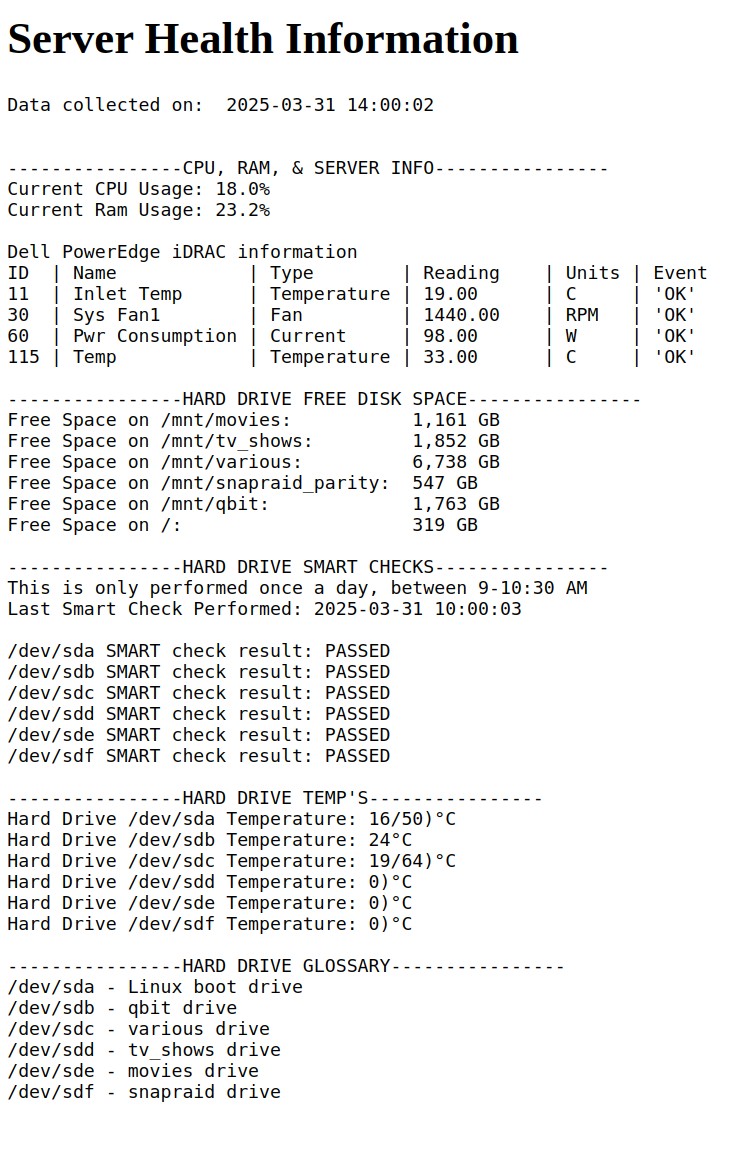 Server Health Information
Data collected on:  2025-03-31 14:00:02
----------------CPU, RAM, & SERVER INFO----------------
Current CPU Usage: 18.0%
Current Ram Usage: 23.2%
Dell PowerEdge iDRAC information
ID  | Name            | Type        | Reading    | Units | Event
11  | Inlet Temp      | Temperature | 19.00      | C     | 'OK'
30  | Sys Fan1        | Fan         | 1440.00    | RPM   | 'OK'
60  | Pwr Consumption | Current     | 98.00      | W     | 'OK'
115 | Temp            | Temperature | 33.00      | C     | 'OK'
----------------HARD DRIVE FREE DISK SPACE----------------
Free Space on /mnt/movies:           1,161 GB
Free Space on /mnt/tv_shows:         1,852 GB
Free Space on /mnt/various:          6,738 GB
Free Space on /mnt/snapraid_parity:  547 GB
Free Space on /mnt/qbit:             1,763 GB
Free Space on /:                     319 GB
----------------HARD DRIVE SMART CHECKS----------------
This is only performed once a day, between 9-10:30 AM
Last Smart Check Performed: 2025-03-31 10:00:03
/dev/sda SMART check result: PASSED
/dev/sdb SMART check result: PASSED
/dev/sdc SMART check result: PASSED
/dev/sdd SMART check result: PASSED
/dev/sde SMART check result: PASSED
/dev/sdf SMART check result: PASSED
----------------HARD DRIVE TEMP'S----------------
Hard Drive /dev/sda Temperature: 16/50)°C
Hard Drive /dev/sdb Temperature: 24°C
Hard Drive /dev/sdc Temperature: 19/64)°C
Hard Drive /dev/sdd Temperature: 0)°C
Hard Drive /dev/sde Temperature: 0)°C
Hard Drive /dev/sdf Temperature: 0)°C
----------------HARD DRIVE GLOSSARY----------------
/dev/sda - Linux boot drive
/dev/sdb - qbit drive
/dev/sdc - various drive
/dev/sdd - tv_shows drive
/dev/sde - movies drive
/dev/sdf - snapraid drive